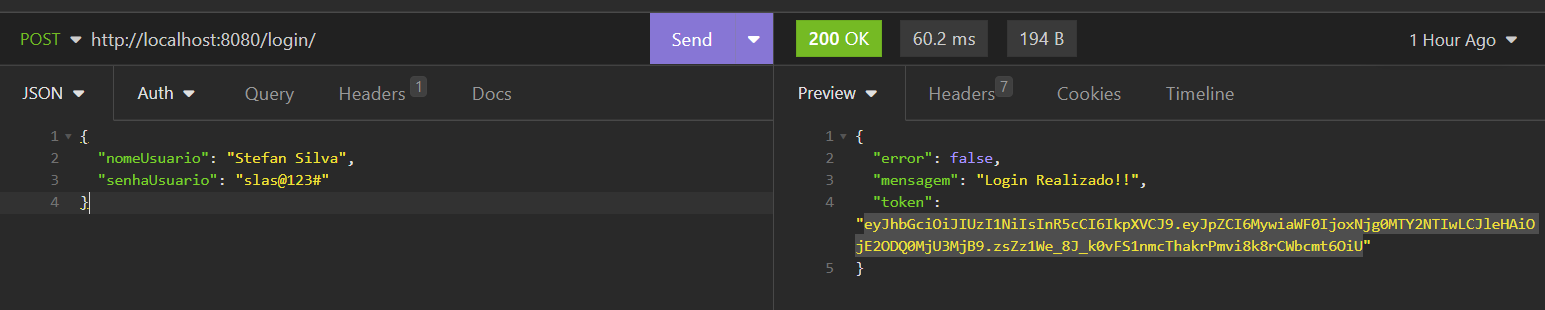 POST http://localhost:8080/login/ Send 200 OK 60.2 ms 194 B 1 Hour Ago
JSON Auth Query Headers 1 Docs Preview Headers 7 Cookies Timeline
1 {
2 "nomeUsuario": "Stefan Silva",
3 "senhaUsuario": "slas@123#"
4 }
1 {
2 "error": false,
3 "mensagem": "Login Realizado!!",
4 "token":
"eyJhbGciOiJIUzI1NiIsInR5cCI6IkpXVCJ9.eyJpZCI6MywiaWF0IjoxNjg0MTY2NTIwLCJleHAiO
jE2ODQ0MjU3MjB9.zsZz1We_8J_k0vFS1nmcThakrPmvi8k8rCWbcmt6OiU"
5 }